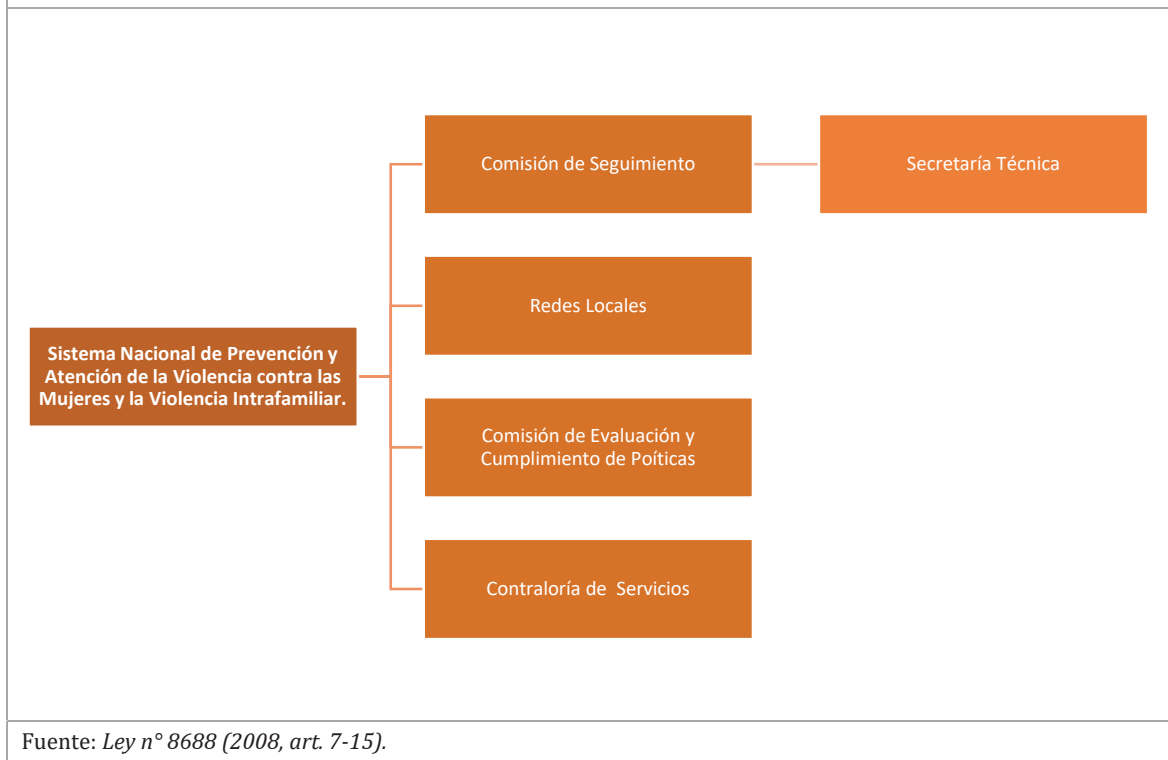 Sistema Nacional de Prevención y
Atención de la Violencia contra las
Mujeres y la Violencia Intrafamiliar.
Comisión de Seguimiento
Secretaría Técnica
Redes Locales
Comisión de Evaluación y
Cumplimiento de Poíticas
Contraloría de Servicios
Fuente: Ley n° 8688 (2008, art. 7-15).